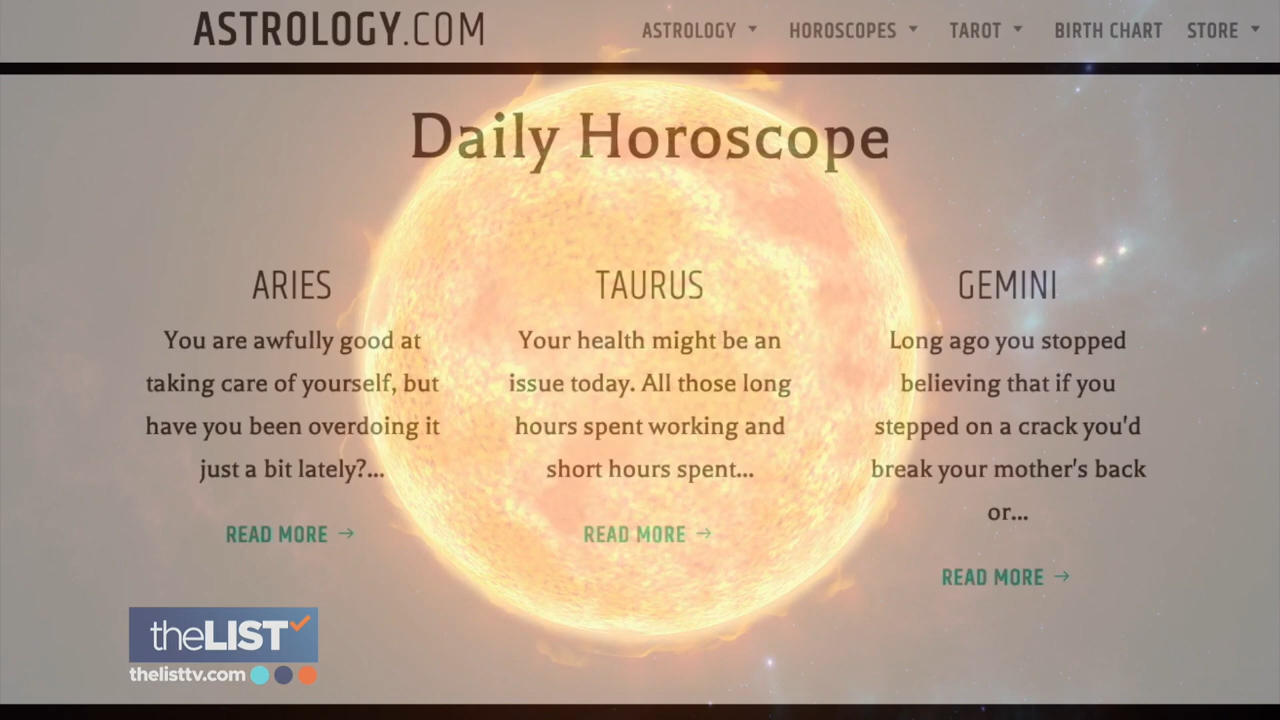 ASTROLOGY.COM
ASTROLOGY HOROSCOPES TAROT BIRTH CHART STORE
Daily Horoscope
ARIES
You are awfully good at
taking care of yourself, but
have you been overdoing it
just a bit lately?...
READ MORE →
TAURUS
Your health might be an
issue today. All those long
hours spent working and
short hours spent...
READ MORE →
GEMINI
Long ago you stopped
believing that if you
stepped on a crack you'd
break your mother's back
or...
READ MORE →
theLIST
thelisttv.com